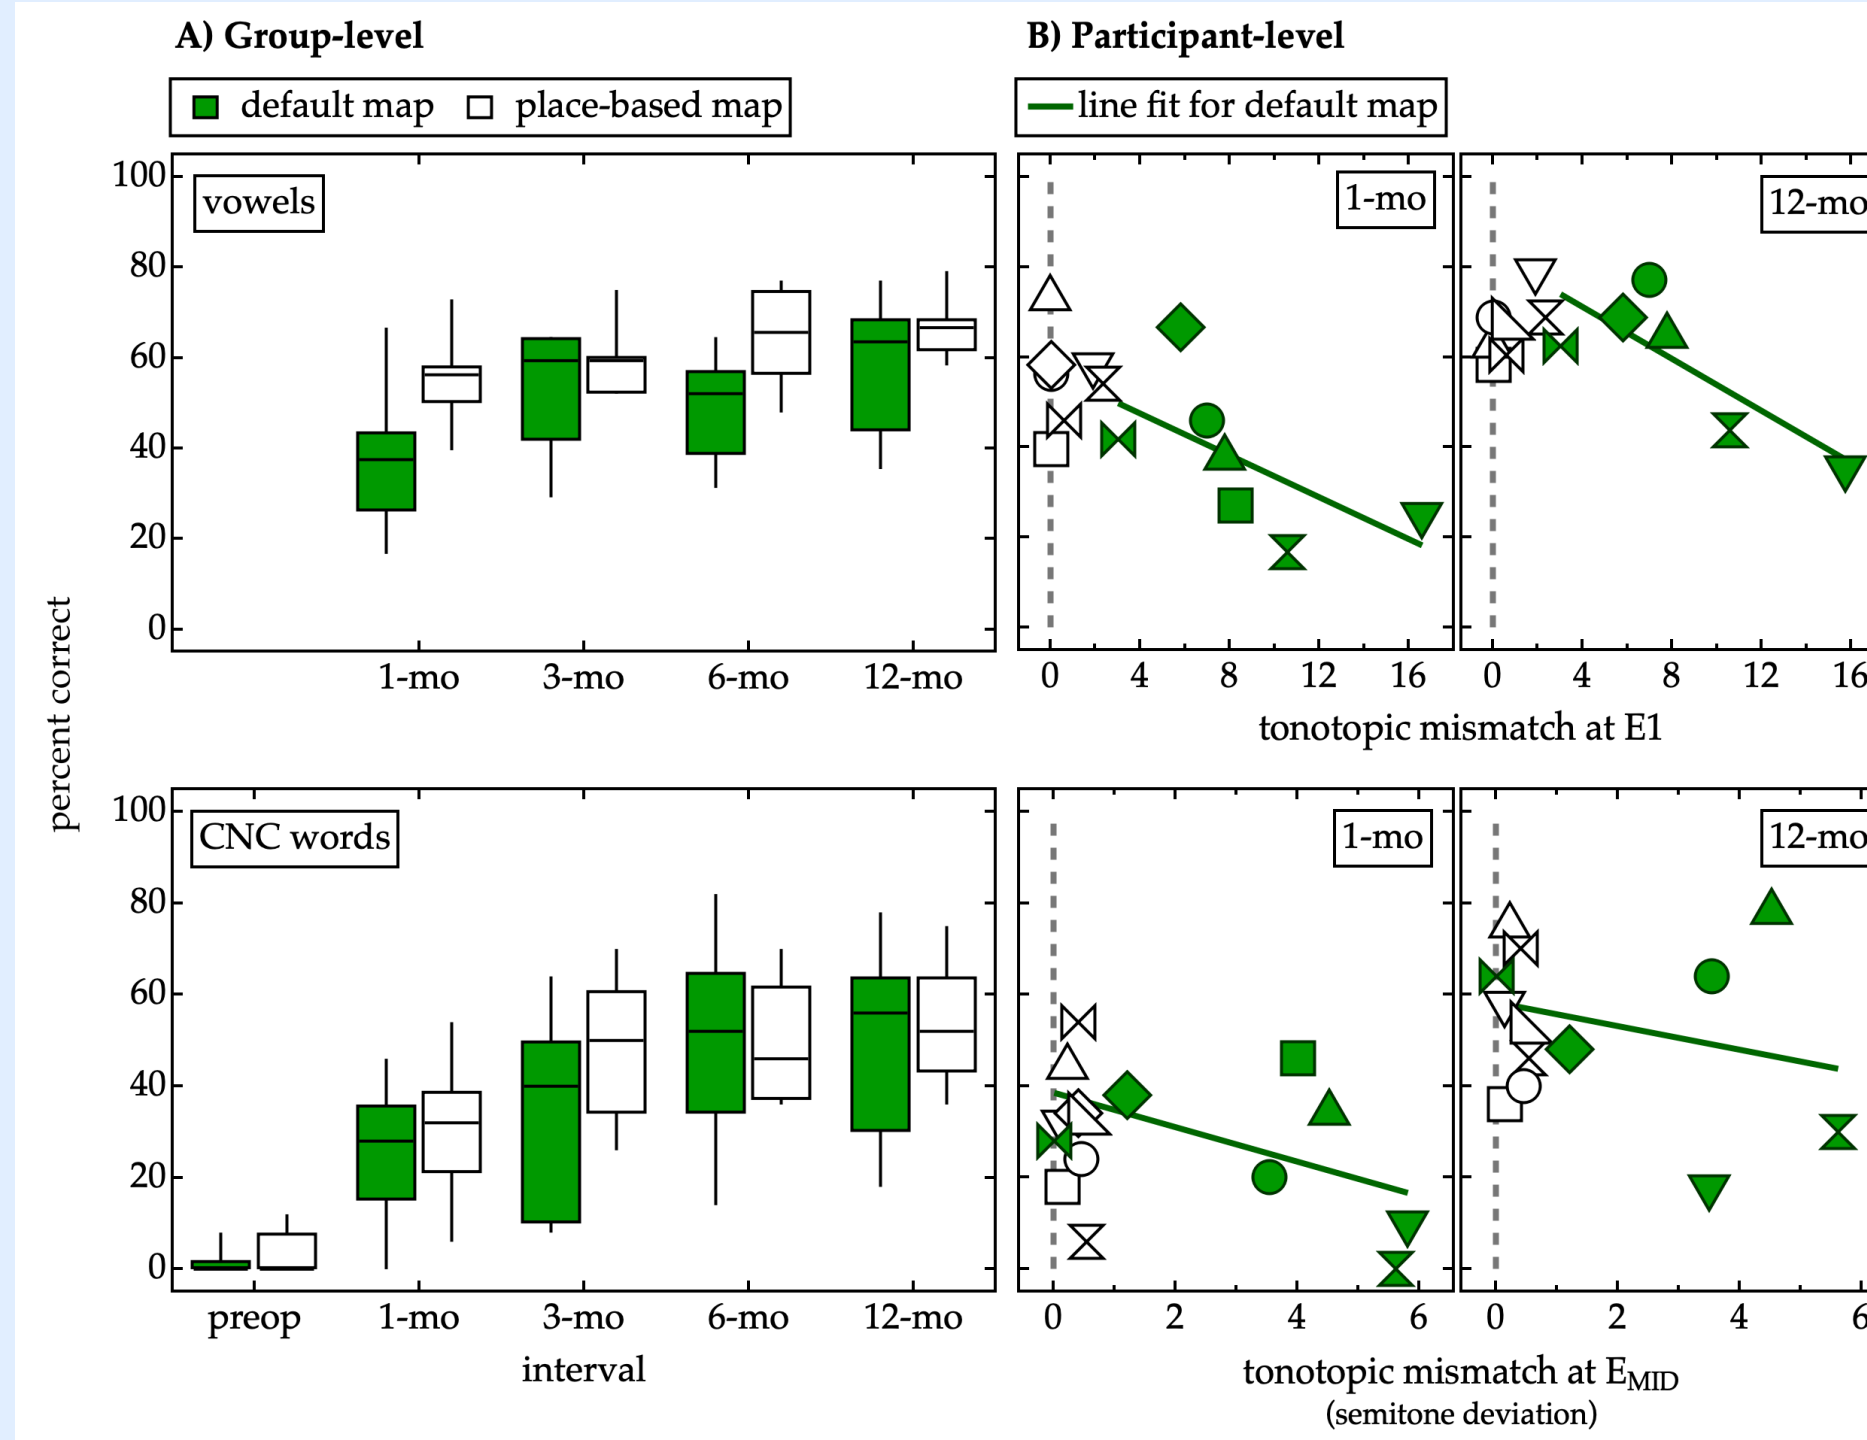 A) Group-level
B) Participant-level
default map
place-based map
line fit for default map
percent correct
100
80
60
40
20
0
vowels
1-mo
3-mo
6-mo
12-mo
1-mo
0
4
8
12
16
12-mo
0
4
8
12
16
tonotopic mismatch at E1
100
80
60
40
20
0
CNC words
preop
1-mo
3-mo
6-mo
12-mo
interval
1-mo
0
2
4
6
12-mo
0
2
4
6
tonotopic mismatch at EMID
(semitone deviation)